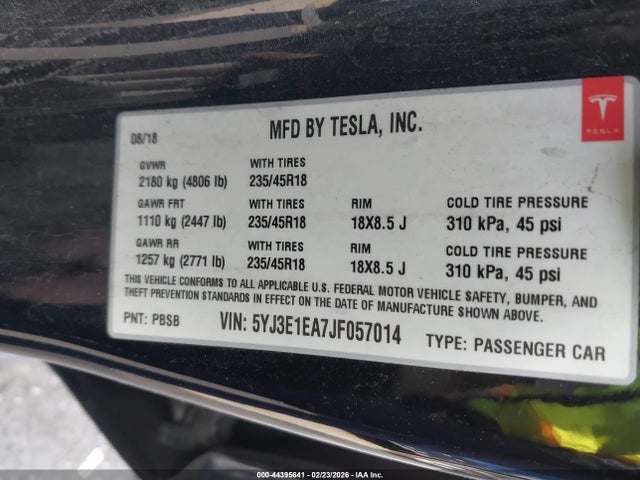 08/18
MFD BY TESLA, INC.
TESLA
GVWR WITH TIRES
2180 kg (4806 lb) 235/45R18
GAWR FRT WITH TIRES RIM COLD TIRE PRESSURE
1110 kg (2447 lb) 235/45R18 18X8.5 J 310 kPa, 45 psi
GAWR RR WITH TIRES RIM COLD TIRE PRESSURE
1257 kg (2771 lb) 235/45R18 18X8.5 J 310 kPa, 45 psi
THIS VEHICLE CONFORMS TO ALL APPLICABLE U.S. FEDERAL MOTOR VEHICLE SAFETY, BUMPER, AND
THEFT PREVENTION STANDARDS IN EFFECT ON THE DATE OF MANUFACTURE SHOWN ABOVE.
PNT: PBSB VIN: 5YJ3E1EA7JF057014 TYPE: PASSENGER CAR
000-44395641 - 02/23/2026 - IAAI, Inc.